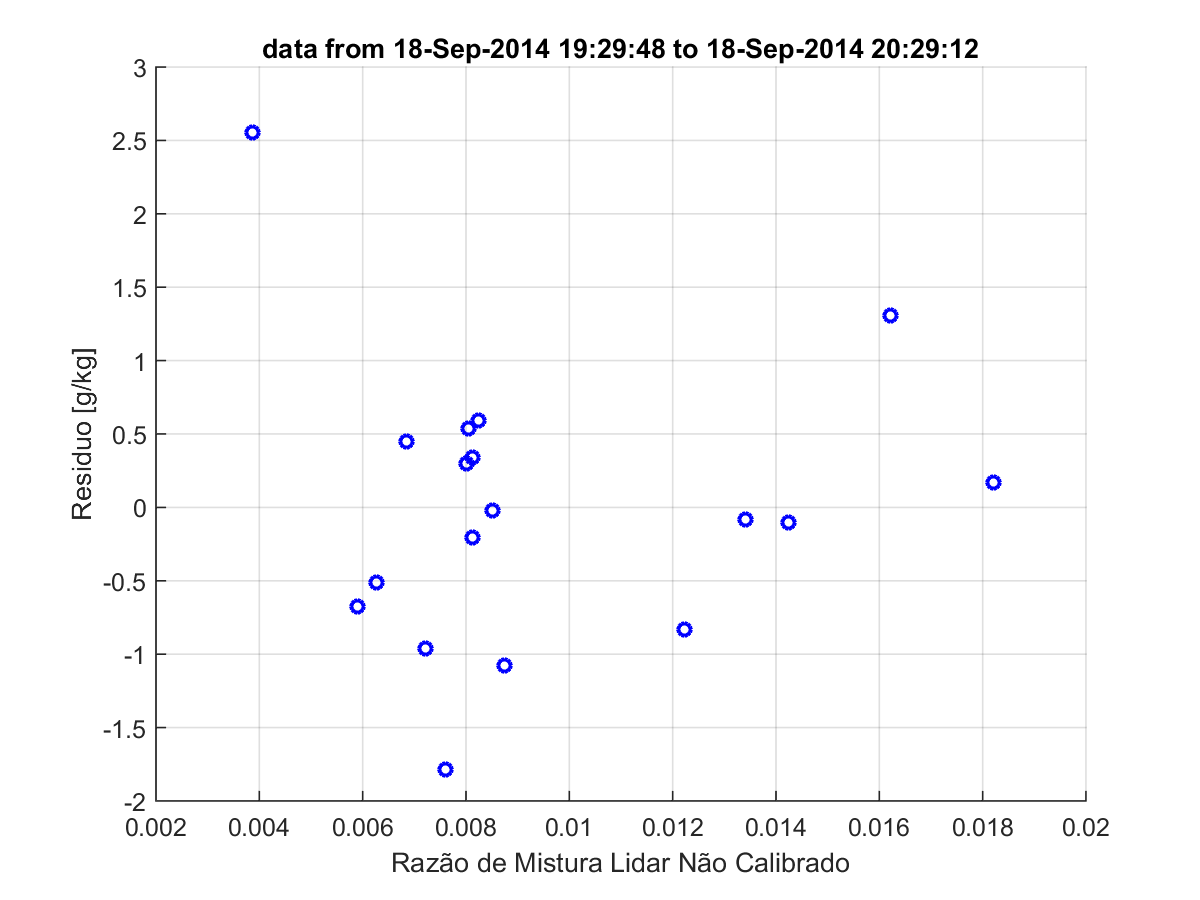 data from 18-Sep-2014 19:29:48 to 18-Sep-2014 20:29:12
3
2.5
2
1.5
1
0.5
0
-0.5
-1
-1.5
-2
Residuo [g/kg]
0.002 0.004 0.006 0.008 0.01 0.012 0.014 0.016 0.018 0.02
Razão de Mistura Lidar Não Calibrado